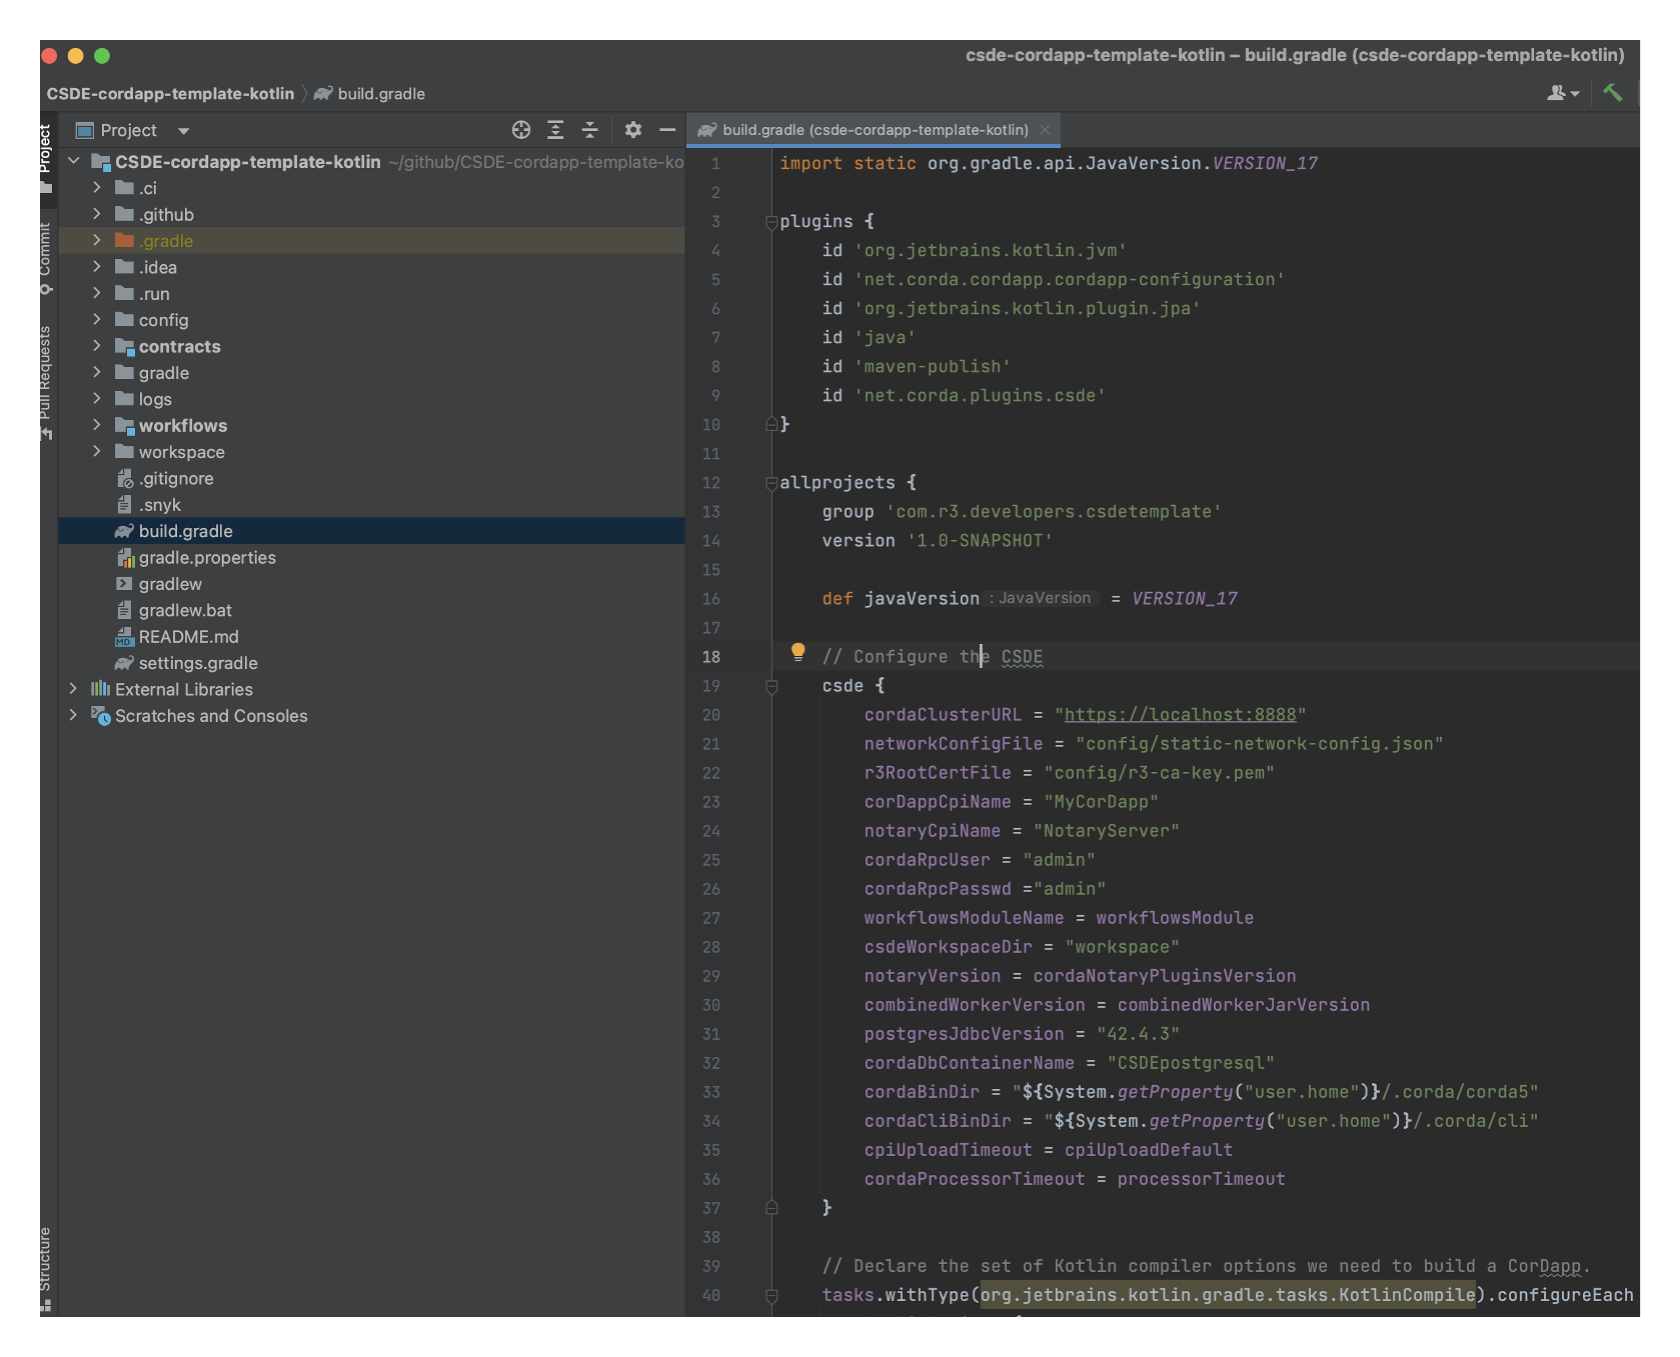 csde-cordapp-template-kotlin – build.gradle (csde-cordapp-template-kotlin)
CSDE-cordapp-template-kotlin build.gradle
Project
Commit
Pull Requests
Structure
Project
CSDE-cordapp-template-kotlin ~/github/CSDE-cordapp-template-ko
.ci
.github
.gradle
.idea
.run
config
contracts
gradle
logs
workflows
workspace
.gitignore
.snyk
build.gradle
gradle.properties
gradlew
gradlew.bat
README.md
settings.gradle
External Libraries
Scratches and Consoles
build.gradle (csde-cordapp-template-kotlin)
1 import static org.gradle.api.JavaVersion.VERSION_17
2
3 plugins {
4 id 'org.jetbrains.kotlin.jvm'
5 id 'net.corda.cordapp.cordapp-configuration'
6 id 'org.jetbrains.kotlin.plugin.jpa'
7 id 'java'
8 id 'maven-publish'
9 id 'net.corda.plugins.csde'
10 }
11
12 allprojects {
13 group 'com.r3.developers.csdetemplate'
14 version '1.0-SNAPSHOT'
15
16 def javaVersion : JavaVersion = VERSION_17
17
18 // Configure the CSDE
19 csde {
20 cordaClusterURL = "https://localhost:8888"
21 networkConfigFile = "config/static-network-config.json"
22 r3RootCertFile = "config/r3-ca-key.pem"
23 corDappCpiName = "MyCorDapp"
24 notaryCpiName = "NotaryServer"
25 cordaRpcUser = "admin"
26 cordaRpcPasswd ="admin"
27 workflowsModuleName = workflowsModule
28 csdeWorkspaceDir = "workspace"
29 notaryVersion = cordaNotaryPluginsVersion
30 combinedWorkerVersion = combinedWorkerJarVersion
31 postgresJdbcVersion = "42.4.3"
32 cordaDbContainerName = "CSDEpostgresql"
33 cordaBinDir = "${System.getProperty("user.home")}/.corda/corda5"
34 cordaCliBinDir = "${System.getProperty("user.home")}/.corda/cli"
35 cpiUploadTimeout = cpiUploadDefault
36 cordaProcessorTimeout = processorTimeout
37 }
38
39 // Declare the set of Kotlin compiler options we need to build a CorDapp.
40 tasks.withType(org.jetbrains.kotlin.gradle.tasks.KotlinCompile).configureEach